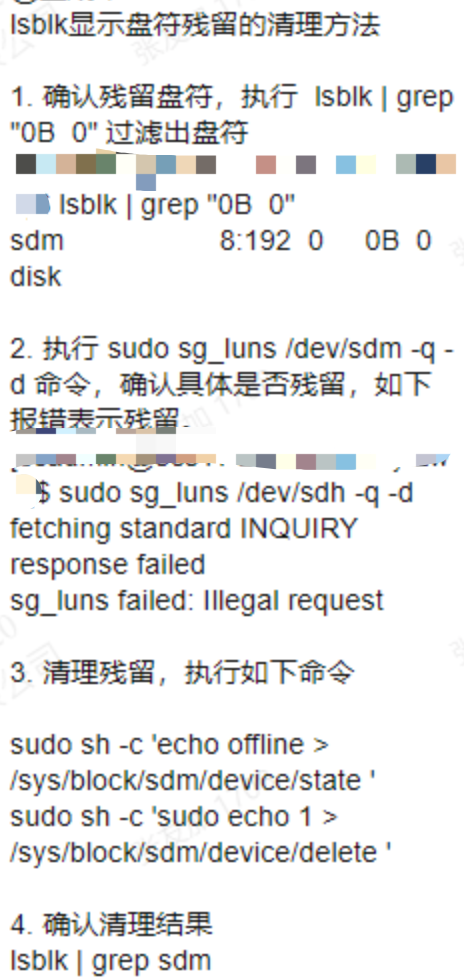 lsblk显示盘符残留的清理方法
1. 确认残留盘符，执行 lsblk | grep
"0B 0" 过滤出盘符
lsblk | grep "0B 0"
sdm 8:192 0 0B 0
disk
2. 执行 sudo sg_luns /dev/sdm -q -
d 命令，确认具体是否残留，如下
报错表示残留.
$ sudo sg_luns /dev/sdh -q -d
fetching standard INQUIRY
response failed
sg_luns failed: Illegal request
3. 清理残留，执行如下命令
sudo sh -c 'echo offline >
/sys/block/sdm/device/state '
sudo sh -c 'sudo echo 1 >
/sys/block/sdm/device/delete '
4. 确认清理结果
lsblk | grep sdm